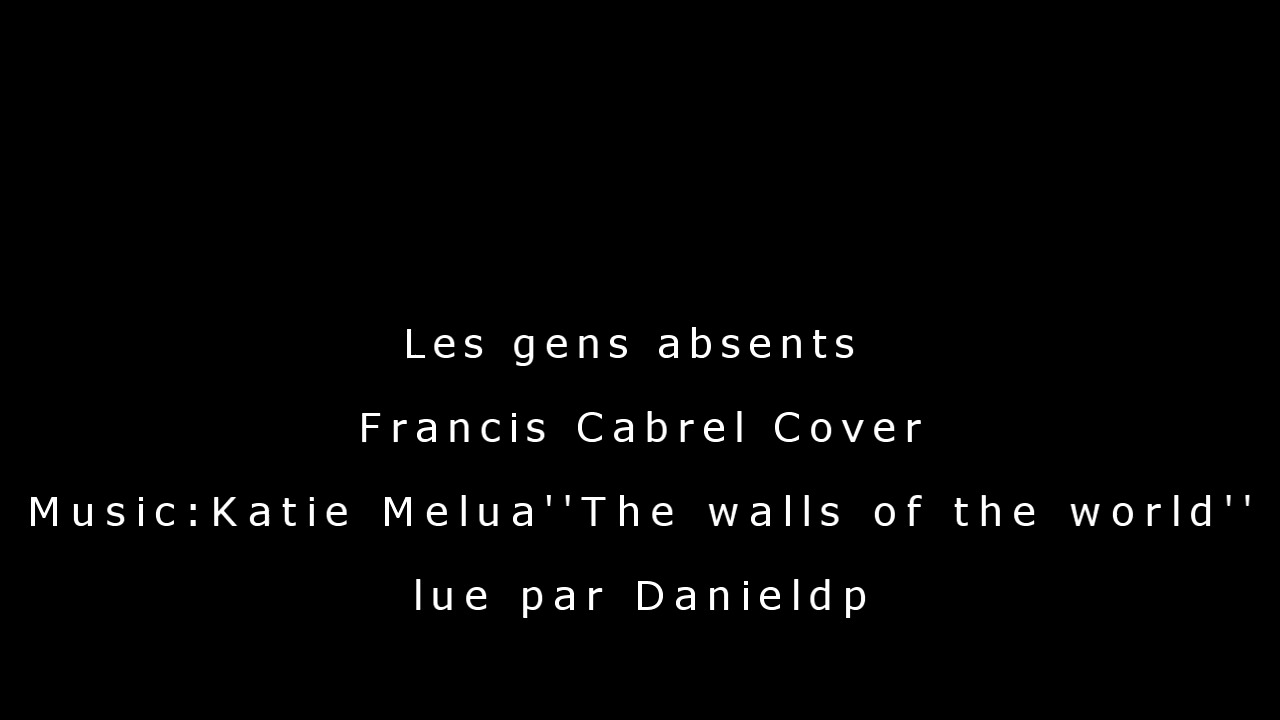 Les gens absents
Francis Cabrel Cover
Music:Katie Melua''The walls of the world''
lue par Danieldp